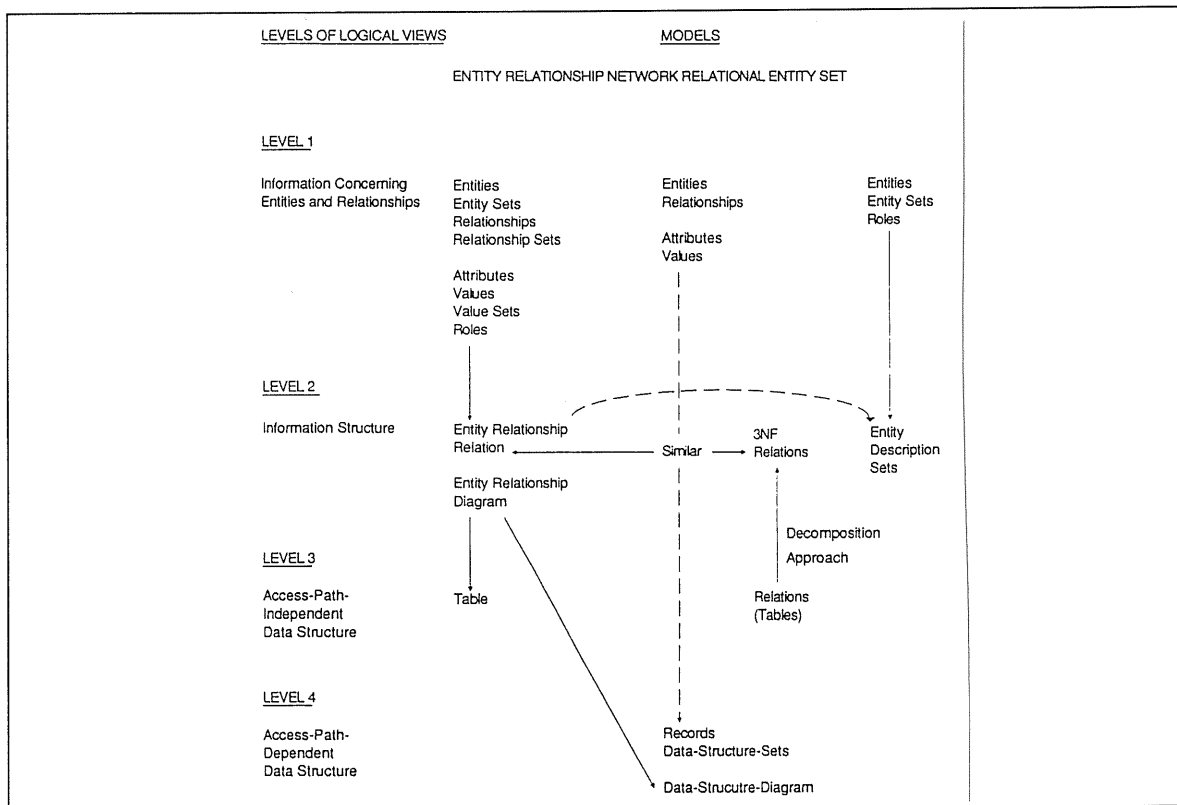 LEVELS OF LOGICAL VIEWS
MODELS
ENTITY RELATIONSHIP NETWORK RELATIONAL ENTITY SET
LEVEL 1
Information Concerning
Entities and Relationships
Entities
Entity Sets
Relationships
Relationship Sets
Attributes
Values
Value Sets
Roles
Entities
Relationships
Attributes
Values
Entities
Entity Sets
Roles
LEVEL 2
Information Structure
Entity Relationship
Relation
Similar
3NF
Relations
Entity
Description
Sets
Entity Relationship
Diagram
Decomposition
Approach
LEVEL 3
Access-Path-
Independent
Data Structure
Table
Relations
(Tables)
LEVEL 4
Access-Path-
Dependent
Data Structure
Records
Data-Structure-Sets
Data-Strucutre-Diagram